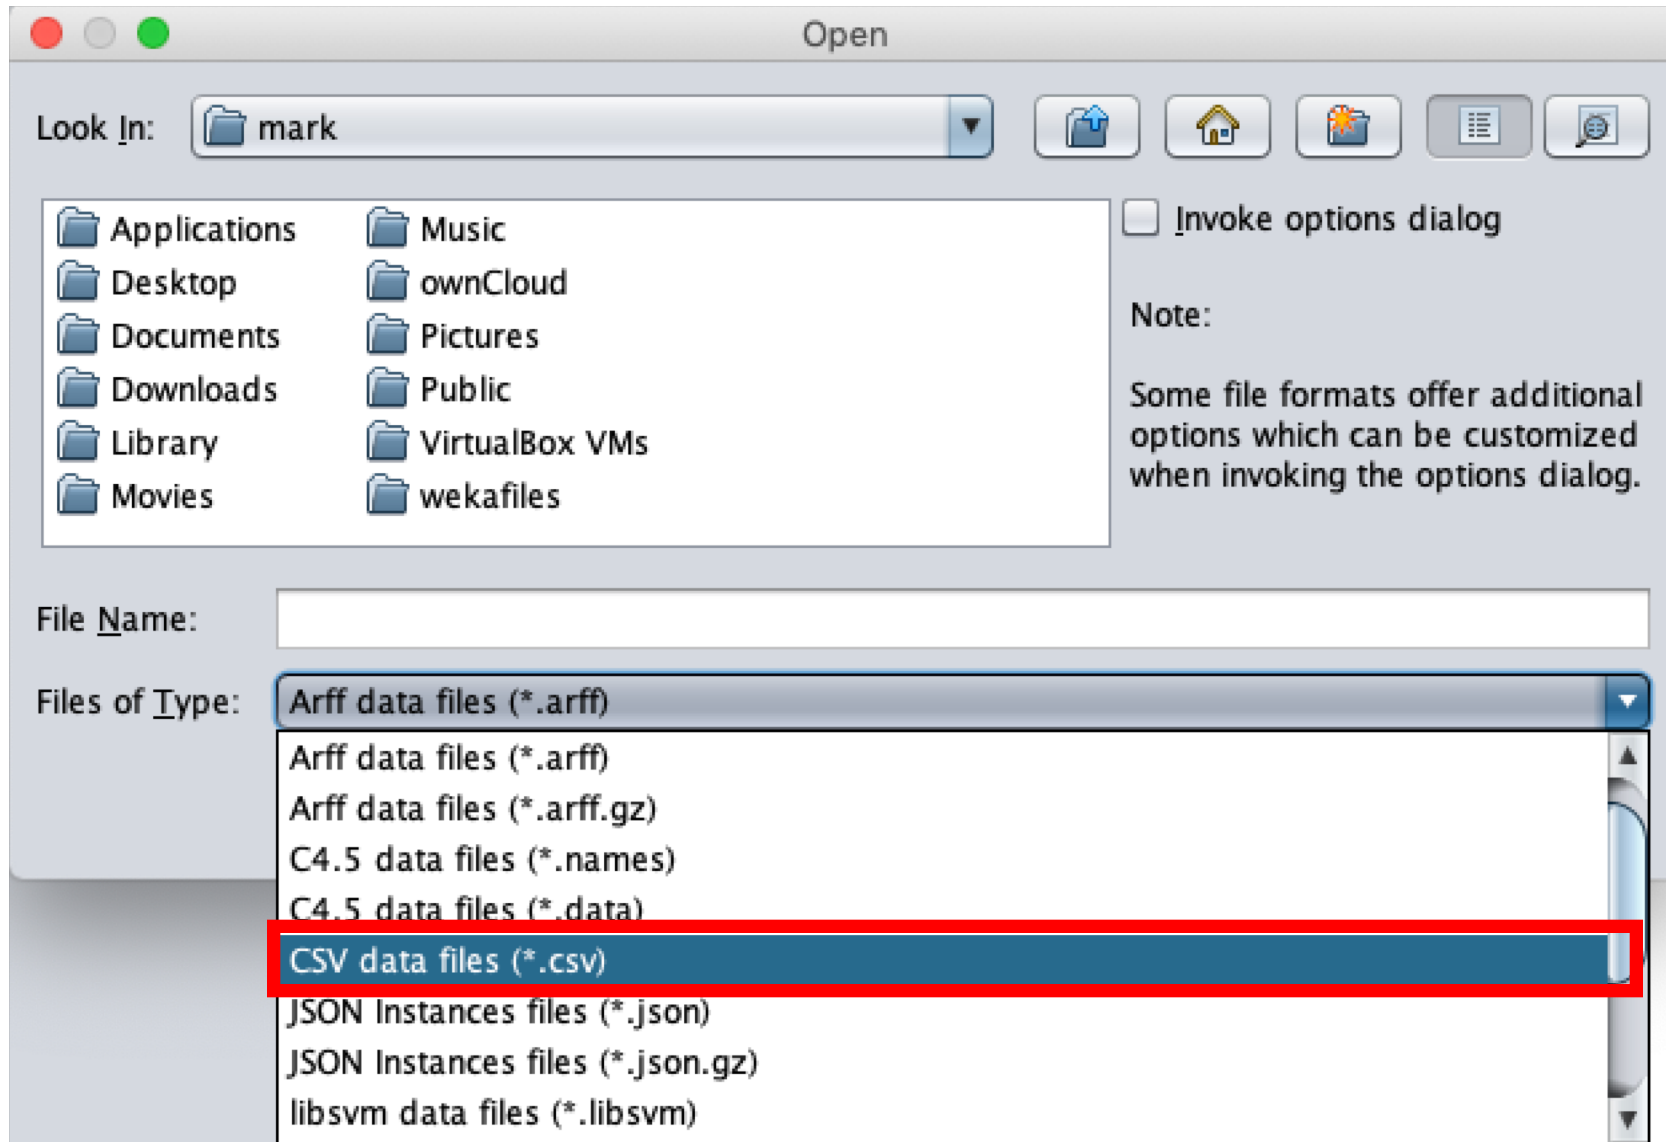 Open
Look In: mark
Applications
Desktop
Documents
Downloads
Library
Movies
Music
ownCloud
Pictures
Public
VirtualBox VMs
wekafiles
Invoke options dialog
Note:
Some file formats offer additional
options which can be customized
when invoking the options dialog.
File Name:
Files of Type: Arff data files (*.arff)
Arff data files (*.arff)
Arff data files (*.arff.gz)
C4.5 data files (*.names)
C4.5 data files (*.data)
CSV data files (*.csv)
JSON Instances files (*.json)
JSON Instances files (*.json.gz)
libsvm data files (*.libsvm)